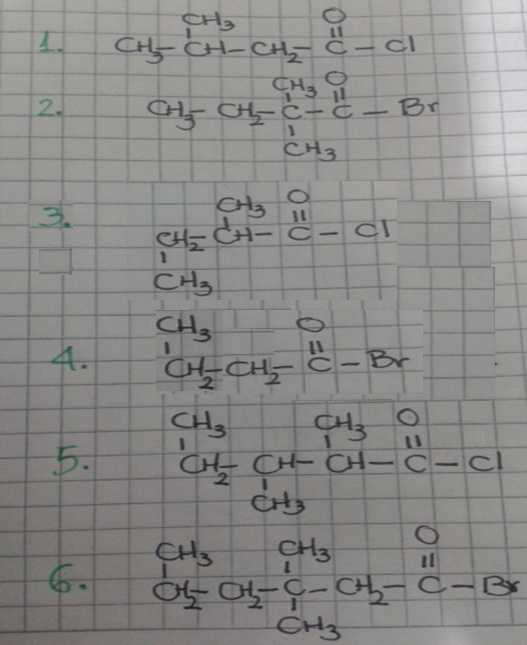 CH3 O
1. CH3-CH-CH2-C-Cl
CH3 O
2. CH3-CH2-C-C-Br
CH3
3. CH3 O
CH2-CH-C-Cl
CH3
CH3 O
4. CH2-CH2-C-Br
CH3 CH3 O
5. CH2-CH-CH-C-Cl
CH3
CH3 CH3 O
6. CH2-CH2-C-CH2-C-Br
CH3